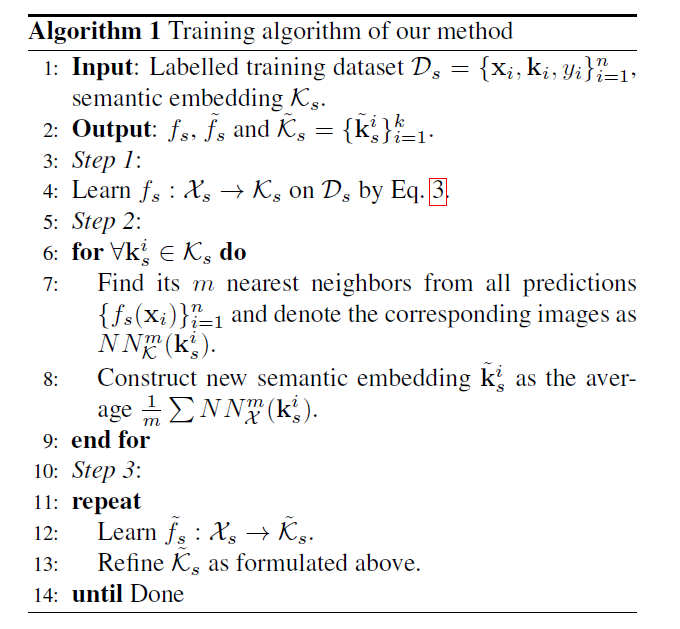 Algorithm 1 Training algorithm of our method
1: Input: Labelled training dataset $\mathcal{D}_s = \{\mathbf{x}_i, \mathbf{k}_i, y_i\}_{i=1}^n$,
semantic embedding $\mathcal{K}_s$.
2: Output: $f_s$, $\tilde{f}_s$ and $\tilde{\mathcal{K}}_s = \{\tilde{\mathbf{k}}_s^i\}_{i=1}^k$.
3: Step 1:
4: Learn $f_s : \mathcal{X}_s \rightarrow \mathcal{K}_s$ on $\mathcal{D}_s$ by Eq. 3.
5: Step 2:
6: for $\forall \mathbf{k}_s^i \in \mathcal{K}_s$ do
7: Find its $m$ nearest neighbors from all predictions
$\{f_s(\mathbf{x}_i)\}_{i=1}^n$ and denote the corresponding images as
$NN_{\mathcal{K}}^m(\mathbf{k}_s^i)$.
8: Construct new semantic embedding $\tilde{\mathbf{k}}_s^i$ as the aver-
age $\frac{1}{m} \sum NN_{\mathcal{X}}^m(\mathbf{k}_s^i)$.
9: end for
10: Step 3:
11: repeat
12: Learn $\tilde{f}_s : \mathcal{X}_s \rightarrow \tilde{\mathcal{K}}_s$.
13: Refine $\tilde{\mathcal{K}}_s$ as formulated above.
14: until Done